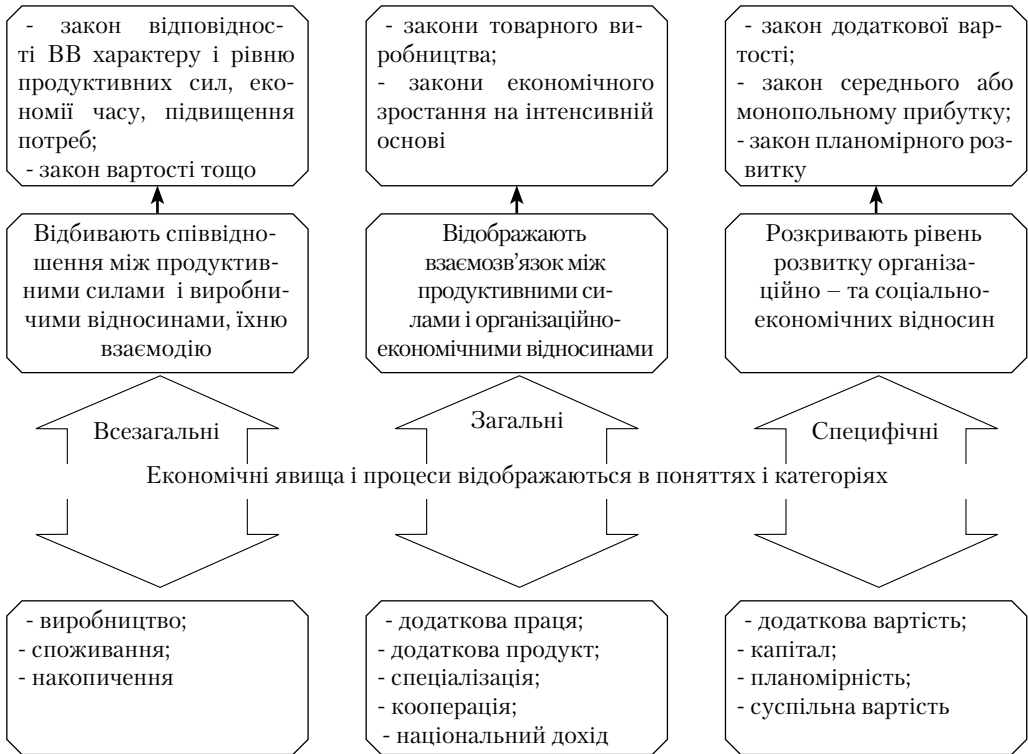 - закон відповіднос-
ті ВВ характеру і рівню
продуктивних сил, еко-
номії часу, підвищення
потреб;
- закон вартості тощо
- закони товарного ви-
робництва;
- закони економічного
зростання на інтенсивній
основі
- закон додаткової вар-
тості;
- закон середнього або
монопольному прибутку;
- закон планомірного роз-
витку
Відбивають співвідно-
шення між продуктив-
ними силами і виробни-
чими відносинами, їхню
взаємодію
Відображають
взаємозв’язок між
продуктивними си-
лами і організаційно-
економічними відносинами
Розкривають рівень
розвитку організа-
ційно – та соціально-
економічних відносин
Всезагальні
Загальні
Специфічні
Економічні явища і процеси відображаються в поняттях і категоріях
- виробництво;
- споживання;
- накопичення
- додаткова праця;
- додаткова продукт;
- спеціалізація;
- кооперація;
- національний дохід
- додаткова вартість;
- капітал;
- планомірність;
- суспільна вартість